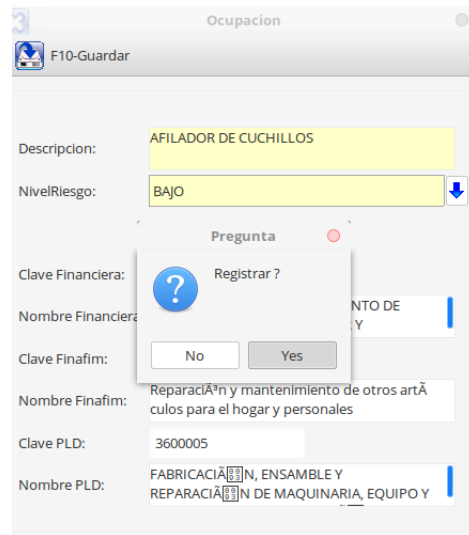 Ocupacion
F10-Guardar
Descripcion:
AFILADOR DE CUCHILLOS
NivelRiesgo:
BAJO
Pregunta
Registrar ?
No
Yes
Clave Financiera:
Nombre Financiera
NTO DE
Y
Clave Finafim:
Nombre Finafim:
ReparaciÃ³n y mantenimiento de otros artÃ
culos para el hogar y personales
Clave PLD:
3600005
Nombre PLD:
FABRICACIÃN, ENSAMBLE Y
REPARACIÃN DE MAQUINARIA, EQUIPO Y